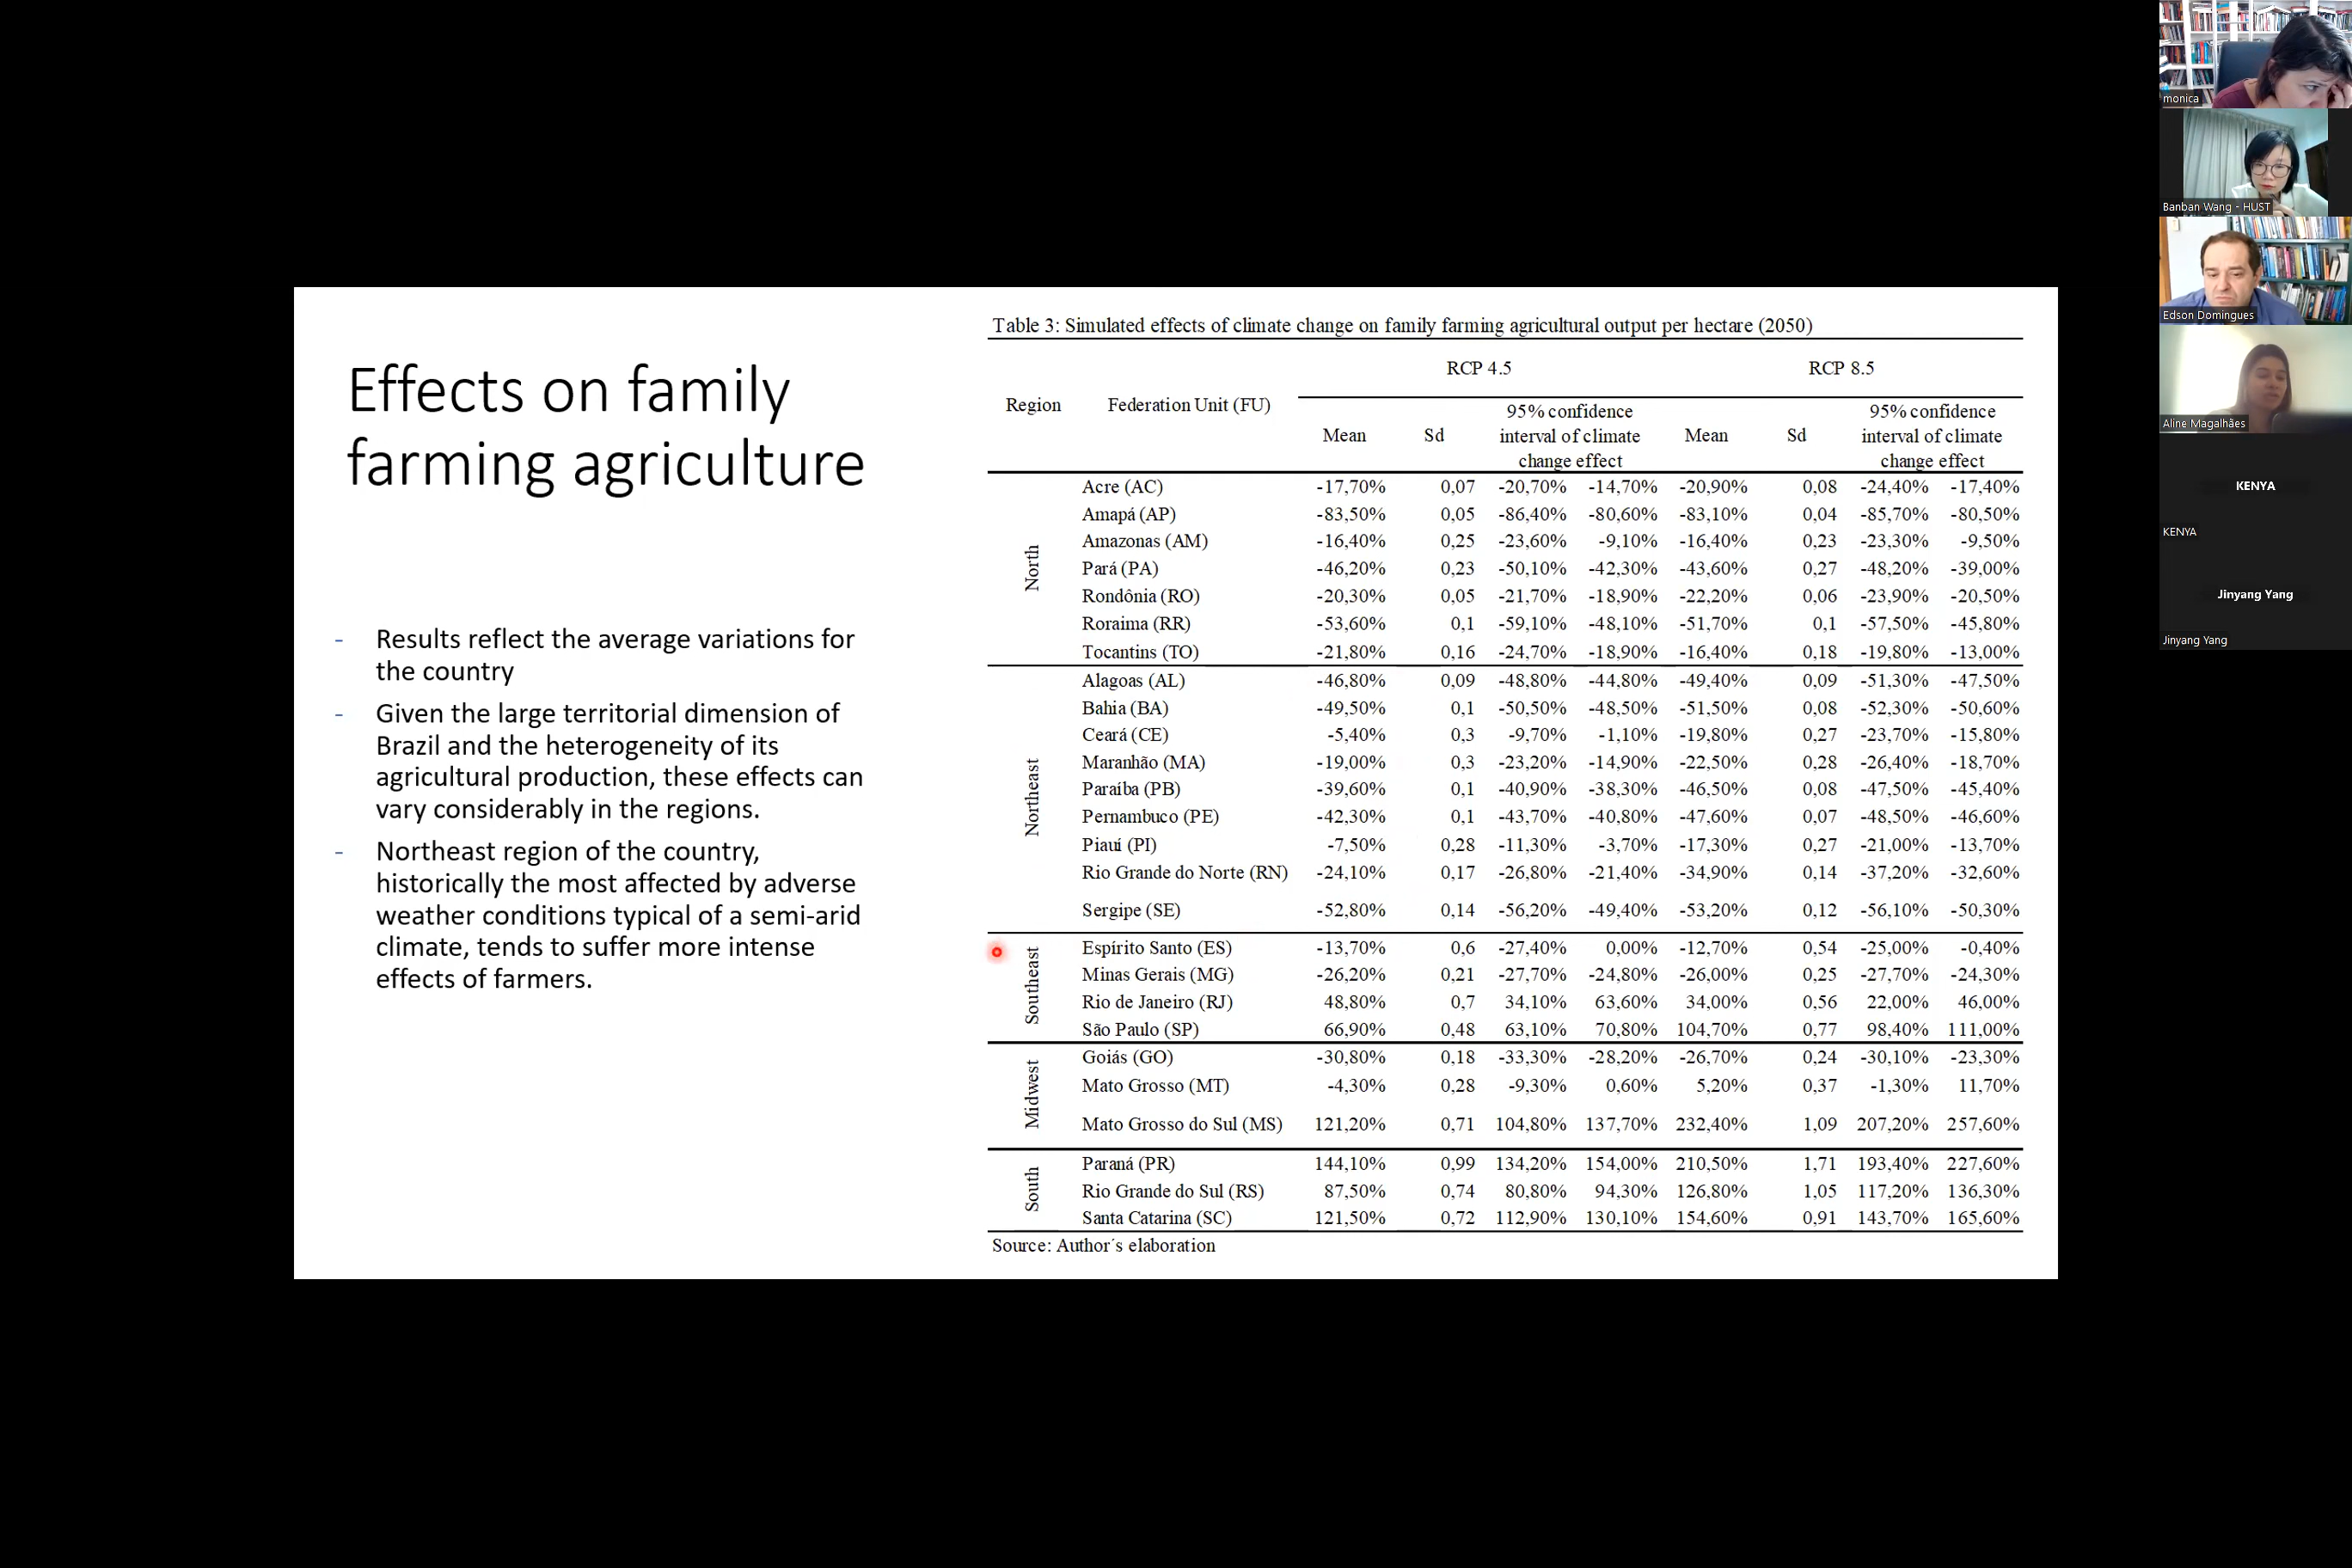 Effects on family
farming agriculture
- Results reflect the average variations for
the country
- Given the large territorial dimension of
Brazil and the heterogeneity of its
agricultural production, these effects can
vary considerably in the regions.
- Northeast region of the country,
historically the most affected by adverse
weather conditions typical of a semi-arid
climate, tends to suffer more intense
effects of farmers.
Table 3: Simulated effects of climate change on family farming agricultural output per hectare (2050)
RCP 4.5 RCP 8.5
Region Federation Unit (FU)
Mean Sd 95% confidence interval of climate change effect Mean Sd 95% confidence interval of climate change effect
North
Acre (AC) -17,70% 0,07 -20,70% -14,70% -20,90% 0,08 -24,40% -17,40%
Amapá (AP) -83,50% 0,05 -86,40% -80,60% -83,10% 0,04 -85,70% -80,50%
Amazonas (AM) -16,40% 0,25 -23,60% -9,10% -16,40% 0,23 -23,30% -9,50%
Pará (PA) -46,20% 0,23 -50,10% -42,30% -43,60% 0,27 -48,20% -39,00%
Rondônia (RO) -20,30% 0,05 -21,70% -18,90% -22,20% 0,06 -23,90% -20,50%
Roraima (RR) -53,60% 0,1 -59,10% -48,10% -51,70% 0,1 -57,50% -45,80%
Tocantins (TO) -21,80% 0,16 -24,70% -18,90% -16,40% 0,18 -19,80% -13,00%
Northeast
Alagoas (AL) -46,80% 0,09 -48,80% -44,80% -49,40% 0,09 -51,30% -47,50%
Bahia (BA) -49,50% 0,1 -50,50% -48,50% -51,50% 0,08 -52,30% -50,60%
Ceará (CE) -5,40% 0,3 -9,70% -1,10% -19,80% 0,27 -23,70% -15,80%
Maranhão (MA) -19,00% 0,3 -23,20% -14,90% -22,50% 0,28 -26,40% -18,70%
Paraíba (PB) -39,60% 0,1 -40,90% -38,30% -46,50% 0,08 -47,50% -45,40%
Pernambuco (PE) -42,30% 0,1 -43,70% -40,80% -47,60% 0,07 -48,50% -46,60%
Piauí (PI) -7,50% 0,28 -11,30% -3,70% -17,30% 0,27 -21,00% -13,70%
Rio Grande do Norte (RN) -24,10% 0,17 -26,80% -21,40% -34,90% 0,14 -37,20% -32,60%
Sergipe (SE) -52,80% 0,14 -56,20% -49,40% -53,20% 0,12 -56,10% -50,30%
Southeast
Espírito Santo (ES) -13,70% 0,6 -27,40% 0,00% -12,70% 0,54 -25,00% -0,40%
Minas Gerais (MG) -26,20% 0,21 -27,70% -24,80% -26,00% 0,25 -27,70% -24,30%
Rio de Janeiro (RJ) 48,80% 0,7 34,10% 63,60% 34,00% 0,56 22,00% 46,00%
São Paulo (SP) 66,90% 0,48 63,10% 70,80% 104,70% 0,77 98,40% 111,00%
Midwest
Goiás (GO) -30,80% 0,18 -33,30% -28,20% -26,70% 0,24 -30,10% -23,30%
Mato Grosso (MT) -4,30% 0,28 -9,30% 0,60% 5,20% 0,37 -1,30% 11,70%
Mato Grosso do Sul (MS) 121,20% 0,71 104,80% 137,70% 232,40% 1,09 207,20% 257,60%
South
Paraná (PR) 144,10% 0,99 134,20% 154,00% 210,50% 1,71 193,40% 227,60%
Rio Grande do Sul (RS) 87,50% 0,74 80,80% 94,30% 126,80% 1,05 117,20% 136,30%
Santa Catarina (SC) 121,50% 0,72 112,90% 130,10% 154,60% 0,91 143,70% 165,60%
Source: Author´s elaboration
monica
Banban Wang - HUST
Edson Domingues
Aline Magalhães
KENYA
KENYA
Jinyang Yang
Jinyang Yang